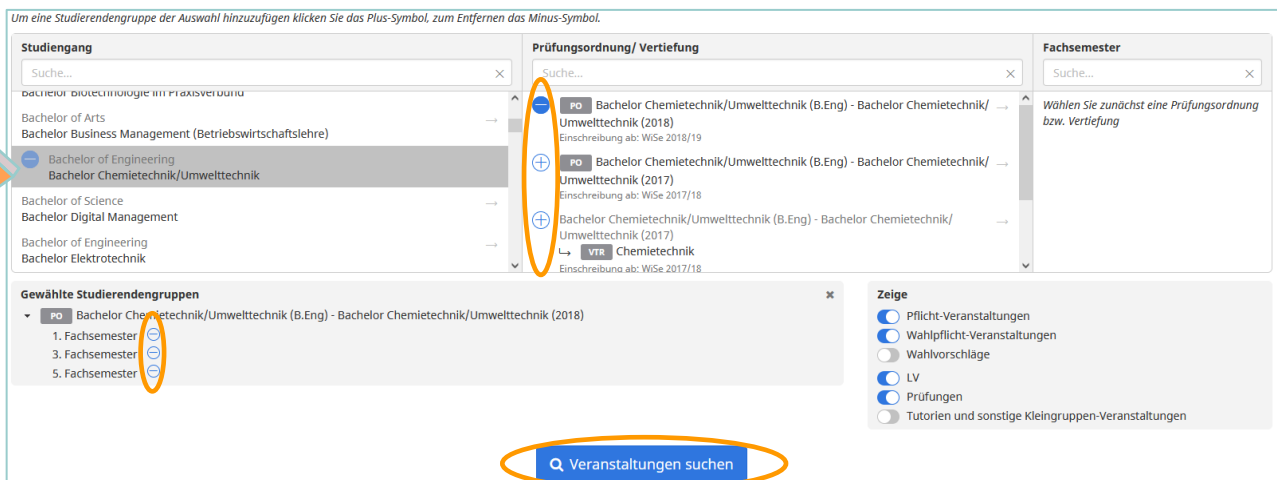 Um eine Studierendengruppe der Auswahl hinzuzufügen klicken Sie das Plus-Symbol, zum Entfernen das Minus-Symbol.
Studiengang
Suche...
Bachelor Biotechnologie im Praxisverbund
Bachelor of Arts
Bachelor Business Management (Betriebswirtschaftslehre)
Bachelor of Engineering
Bachelor Chemietechnik/Umwelttechnik
Bachelor of Science
Bachelor Digital Management
Bachelor of Engineering
Bachelor Elektrotechnik
Prüfungsordnung/ Vertiefung
Suche...
PO Bachelor Chemietechnik/Umwelttechnik (B.Eng) - Bachelor Chemietechnik/
Umwelttechnik (2018)
Einschreibung ab: WiSe 2018/19
PO Bachelor Chemietechnik/Umwelttechnik (B.Eng) - Bachelor Chemietechnik/
Umwelttechnik (2017)
Einschreibung ab: WiSe 2017/18
Bachelor Chemietechnik/Umwelttechnik (B.Eng) - Bachelor Chemietechnik/
Umwelttechnik (2017)
VTR Chemietechnik
Einschreibung ab: WiSe 2017/18
Fachsemester
Suche...
Wählen Sie zunächst eine Prüfungsordnung
bzw. Vertiefung
Gewählte Studierendengruppen
PO Bachelor Chemietechnik/Umwelttechnik (B.Eng) - Bachelor Chemietechnik/Umwelttechnik (2018)
1. Fachsemester
3. Fachsemester
5. Fachsemester
Zeige
Pflicht-Veranstaltungen
Wahlpflicht-Veranstaltungen
Wahlvorschläge
LV
Prüfungen
Tutorien und sonstige Kleingruppen-Veranstaltungen
Veranstaltungen suchen